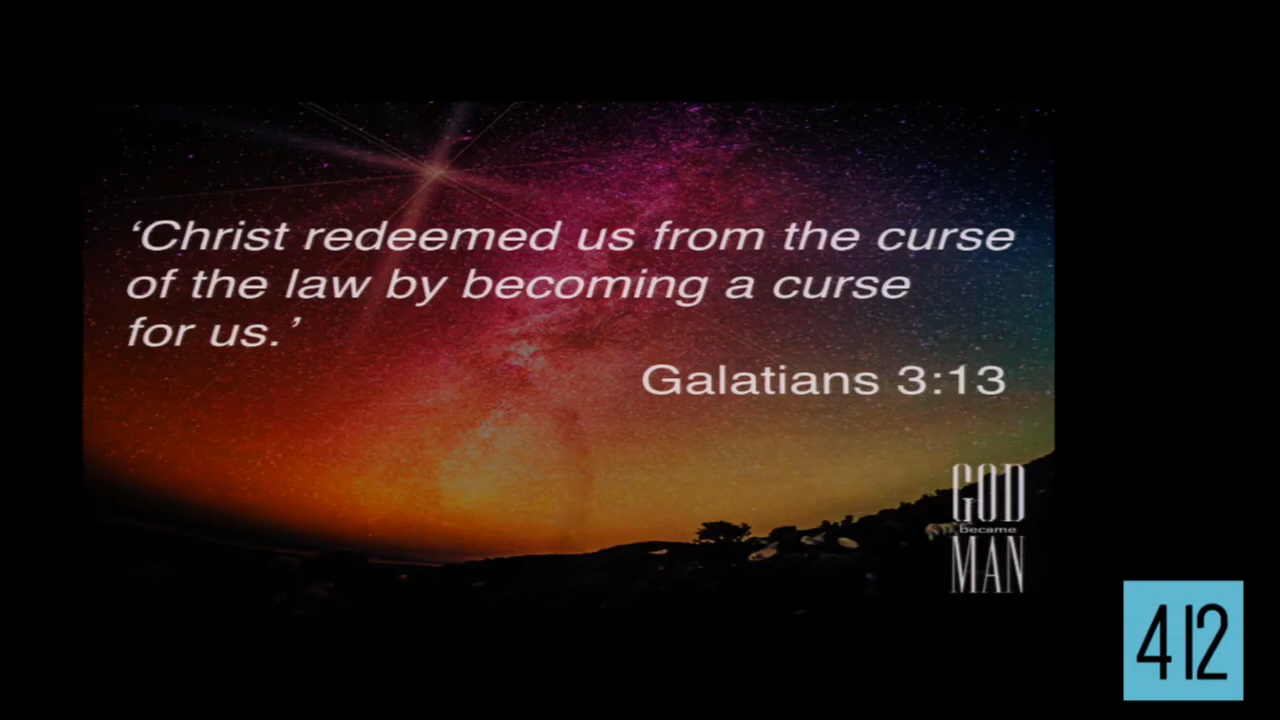 ‘Christ redeemed us from the curse
of the law by becoming a curse
for us.’
Galatians 3:13
GOD
became
MAN
412